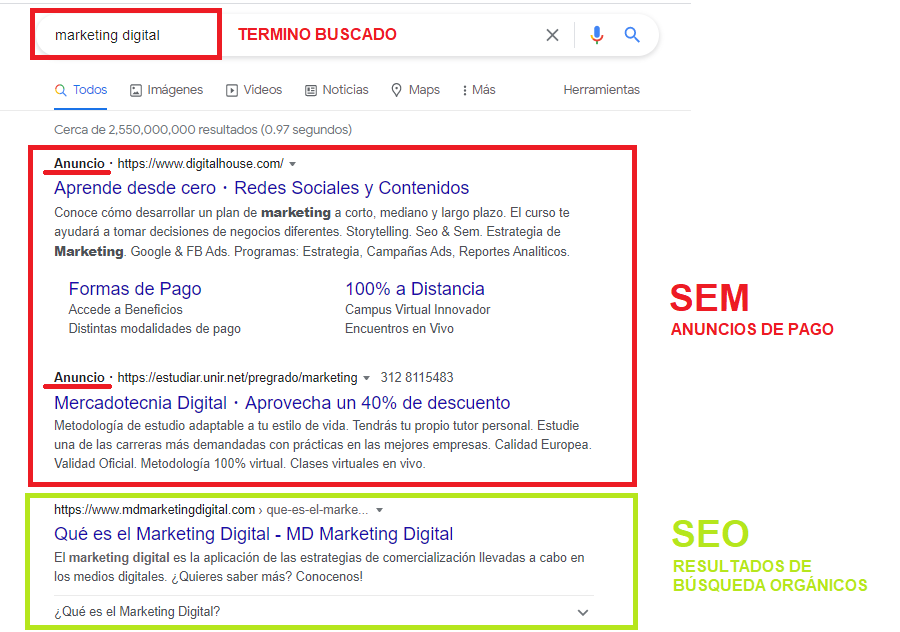 marketing digital
TERMINO BUSCADO
Todos
Imágenes
Videos
Noticias
Maps
Más
Herramientas
Cerca de 2,550,000,000 resultados (0.97 segundos)
Anuncio · https://www.digitalhouse.com/
Aprende desde cero · Redes Sociales y Contenidos
Conoce cómo desarrollar un plan de marketing a corto, mediano y largo plazo. El curso te
ayudará a tomar decisiones de negocios diferentes. Storytelling. Seo & Sem. Estrategia de
Marketing. Google & FB Ads. Programas: Estrategia, Campañas Ads, Reportes Analiticos.
Formas de Pago
Accede a Beneficios
Distintas modalidades de pago
100% a Distancia
Campus Virtual Innovador
Encuentros en Vivo
SEM
ANUNCIOS DE PAGO
Anuncio · https://estudiar.unir.net/pregrado/marketing 312 8115483
Mercadotecnia Digital · Aprovecha un 40% de descuento
Metodología de estudio adaptable a tu estilo de vida. Tendrás tu propio tutor personal. Estudie
una de las carreras más demandadas con prácticas en las mejores empresas. Calidad Europea.
Validad Oficial. Metodología 100% virtual. Clases virtuales en vivo.
https://www.mdmarketingdigital.com › que-es-el-marke...
Qué es el Marketing Digital - MD Marketing Digital
El marketing digital es la aplicación de las estrategias de comercialización llevadas a cabo en
los medios digitales. ¿Quieres saber más? Conocenos!
¿Qué es el Marketing Digital?
SEO
RESULTADOS DE
BÚSQUEDA ORGÁNICOS